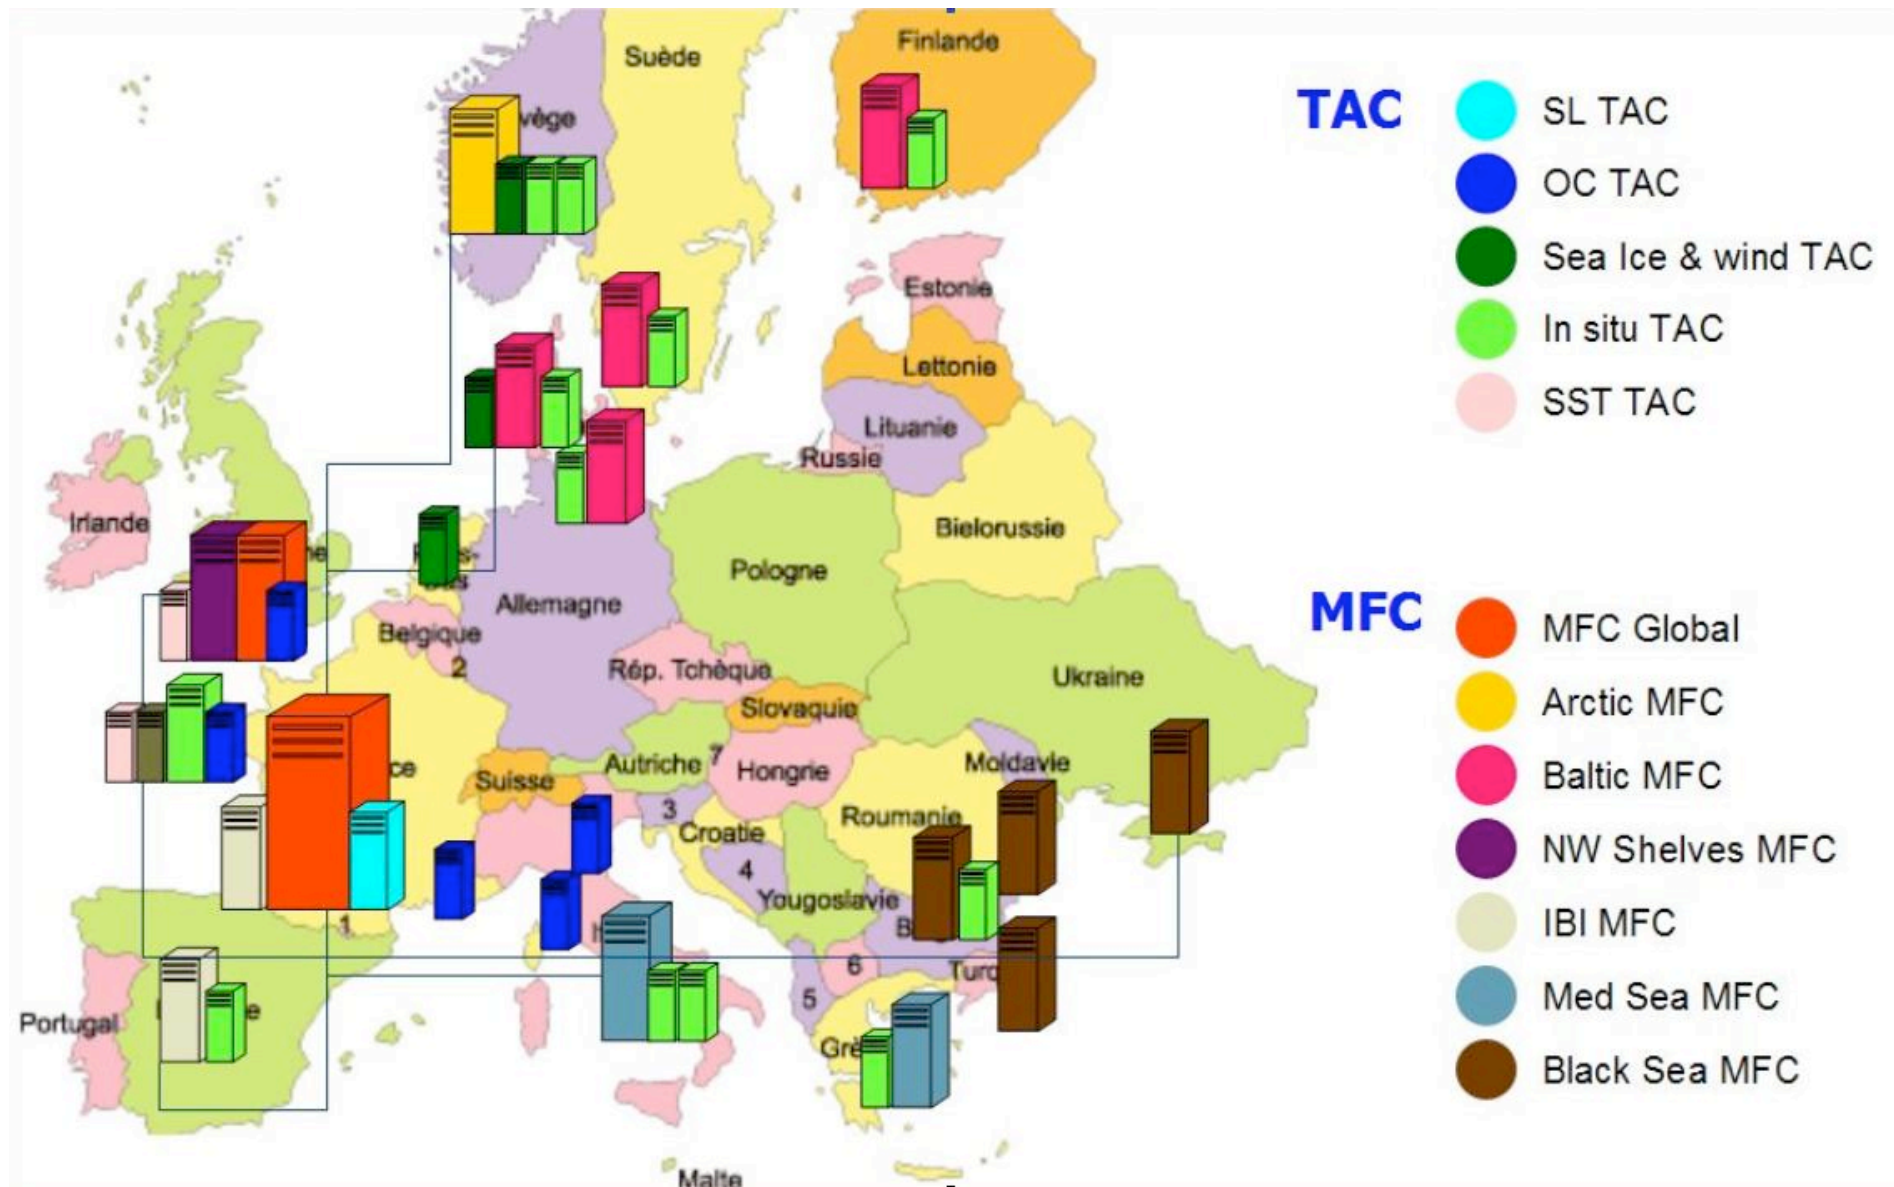 Suède
Finlande
vège
Estonie
Lettonie
Lituanie
Russie
Bielorussie
Irlande
ne
Pologne
Allemagne
Belgique
2
Rép. Tchèque
Ukraine
Slovaquie
Autriche
7
Hongrie
Moldavie
Suisse
ce
3
Croatie
Roumanie
4
Yougoslavie
1
B
6
Turq
5
Portugal
e
Grè
Malte
TAC
SL TAC
OC TAC
Sea Ice & wind TAC
In situ TAC
SST TAC
MFC
MFC Global
Arctic MFC
Baltic MFC
NW Shelves MFC
IBI MFC
Med Sea MFC
Black Sea MFC